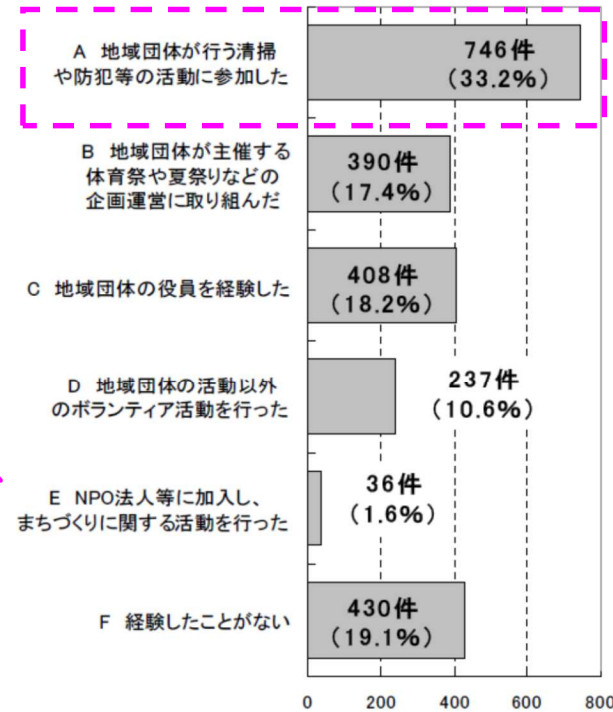 A 地域団体が行う清掃
や防犯等の活動に参加した
746件
(33.2%)
B 地域団体が主催する
体育祭や夏祭りなどの
企画運営に取り組んだ
390件
(17.4%)
C 地域団体の役員を経験した
408件
(18.2%)
D 地域団体の活動以外
のボランティア活動を行った
237件
(10.6%)
E NPO法人等に加入し、
まちづくりに関する活動を行った
36件
(1.6%)
F 経験したことがない
430件
(19.1%)
0 200 400 600 800